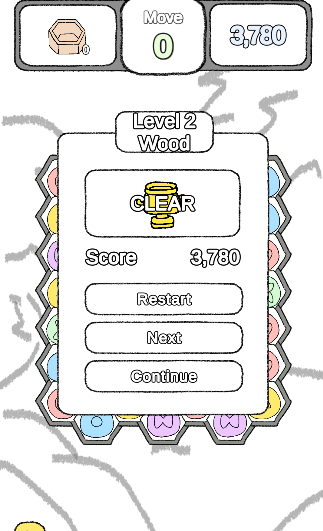 Move
0
0
3,780
Level 2
Wood
CLEAR
Score 3,780
Restart
Next
Continue